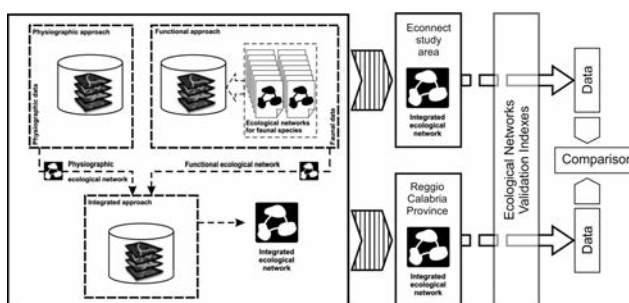 Physiographic approach
Physiographic data
Functional approach
Ecological networks
for faunal species
Faunal data
Physiographic
ecological network
Functional ecological network
Integrated approach
Integrated
ecological
network
Econnect
study
area
Integrated
ecological network
Reggio
Calabria
Province
Integrated
ecological network
Ecological Networks
Validation Indexes
Data
Comparison
Data